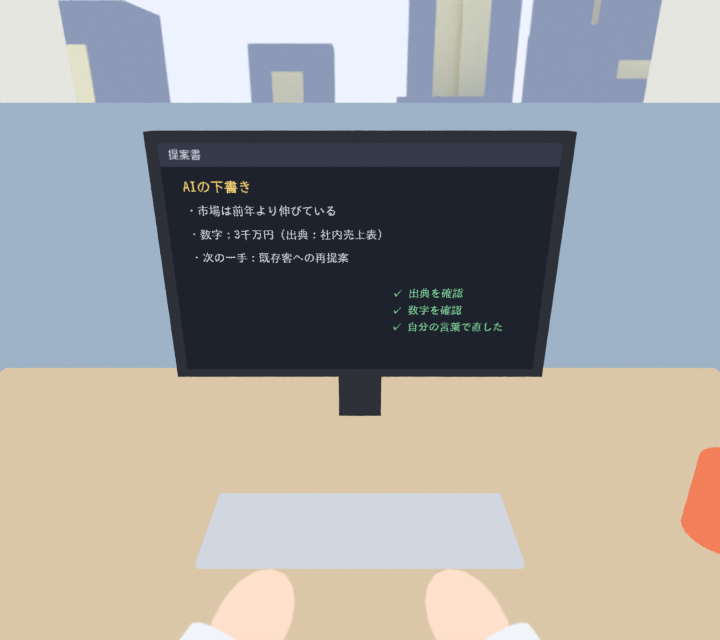 提案書
AIの下書き
・市場は前年より伸びている
・数字：3千万円（出典：社内売上表）
・次の一手：既存客への再提案
✓ 出典を確認
✓ 数字を確認
✓ 自分の言葉で直した